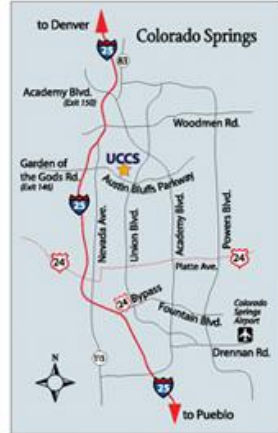 to Denver
25
83
Colorado Springs
Academy Blvd.
(Exit 150)
Woodmen Rd.
UCCS
Garden of
the Gods Rd.
(Exit 146)
Austin Bluffs Parkway
25
Nevada Ave.
Union Blvd.
Academy Blvd.
Powers Blvd.
24
Platte Ave.
24
24 Bypass
Fountain Blvd.
Colorado
Springs
Airport
Drennan Rd.
N
115
25
to Pueblo